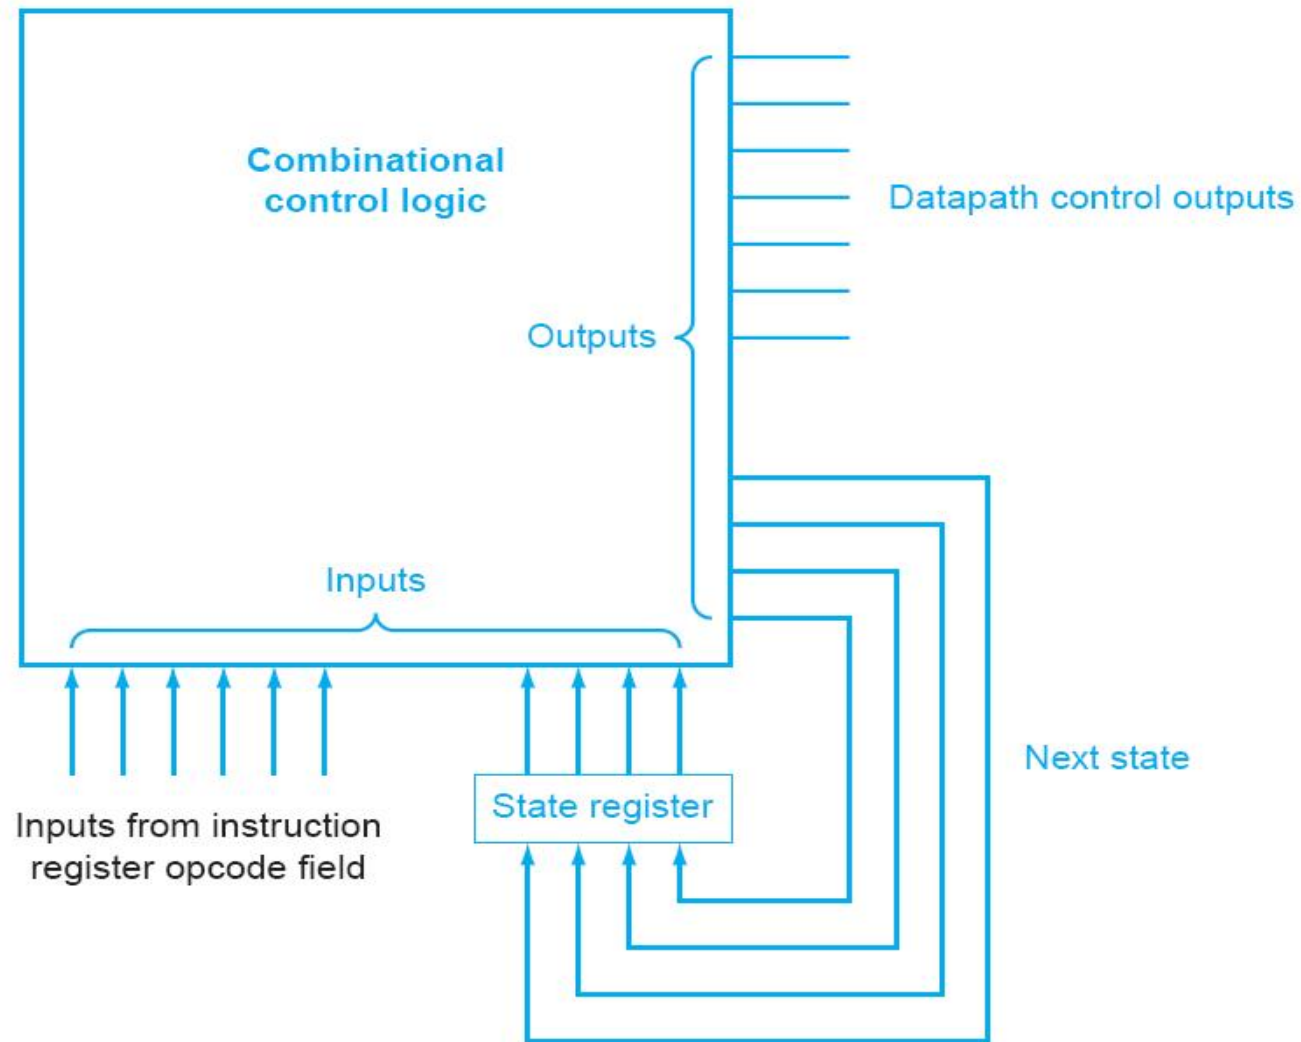 Combinational
control logic
Datapath control outputs
Outputs
Inputs
Next state
State register
Inputs from instruction
register opcode field